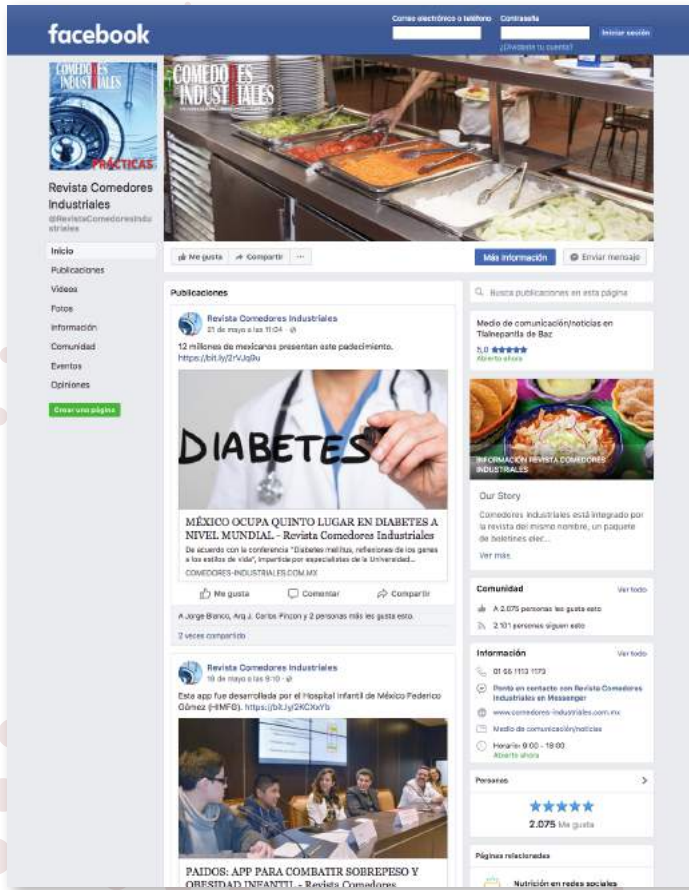 facebook
Correo electrónico o teléfono
Contraseña
Iniciar sesión
¿Olvidaste tu cuenta?
COMEDORES
INDUSTRIALES
PRÁCTICAS
COMEDORES
INDUSTRIALES
Revista Comedores
Industriales
@RevistaComedoresIndu
striales
Inicio
Publicaciones
Videos
Fotos
Información
Comunidad
Eventos
Opiniones
Crear una página
Me gusta
Compartir
Más información
Enviar mensaje
Publicaciones
Revista Comedores Industriales
21 de mayo a las 11:04
12 millones de mexicanos presentan este padecimiento.
DIABETES
MÉXICO OCUPA QUINTO LUGAR EN DIABETES A
NIVEL MUNDIAL - Revista Comedores Industriales
De acuerdo con la conferencia "Diabetes mellitus, reflexiones de los genes
a los estilos de vida", impartida por especialistas de la Universidad...
COMEDORES-INDUSTRIALES.COM.MX
Me gusta
Comentar
Compartir
A Jorge Blanco, Arq J. Carlos Pincon y 2 personas más les gusta esto.
2 veces compartido
Revista Comedores Industriales
19 de mayo a las 9:10
Esta app fue desarrollada por el Hospital Infantil de México Federico
Gómez (HIMFG). https://bit.ly/2KCXxYb
PAIDOS: APP PARA COMBATIR SOBREPESO Y
OBESIDAD INFANTIL - Revista Comedores
Busca publicaciones en esta página
Medio de comunicación/noticias en
Tlalnepantla de Baz
5,0
Abierto ahora
INFORMACIÓN REVISTA COMEDORES
INDUSTRIALES
Our Story
Comedores Industriales está integrado por
la revista del mismo nombre, un paquete
de boletines elec...
Ver más
Comunidad
Ver todo
A 2.075 personas les gusta esto
2.101 personas siguen esto
Información
Ver todo
01 55 1113 1173
Ponte en contacto con Revista Comedores
Industriales en Messenger
www.comedores-industriales.com.mx
Medio de comunicación/noticias
Horario: 9:00 - 18:00
Abierto ahora
Personas
2.075 Me gusta
Páginas relacionadas
Nutrición en redes sociales